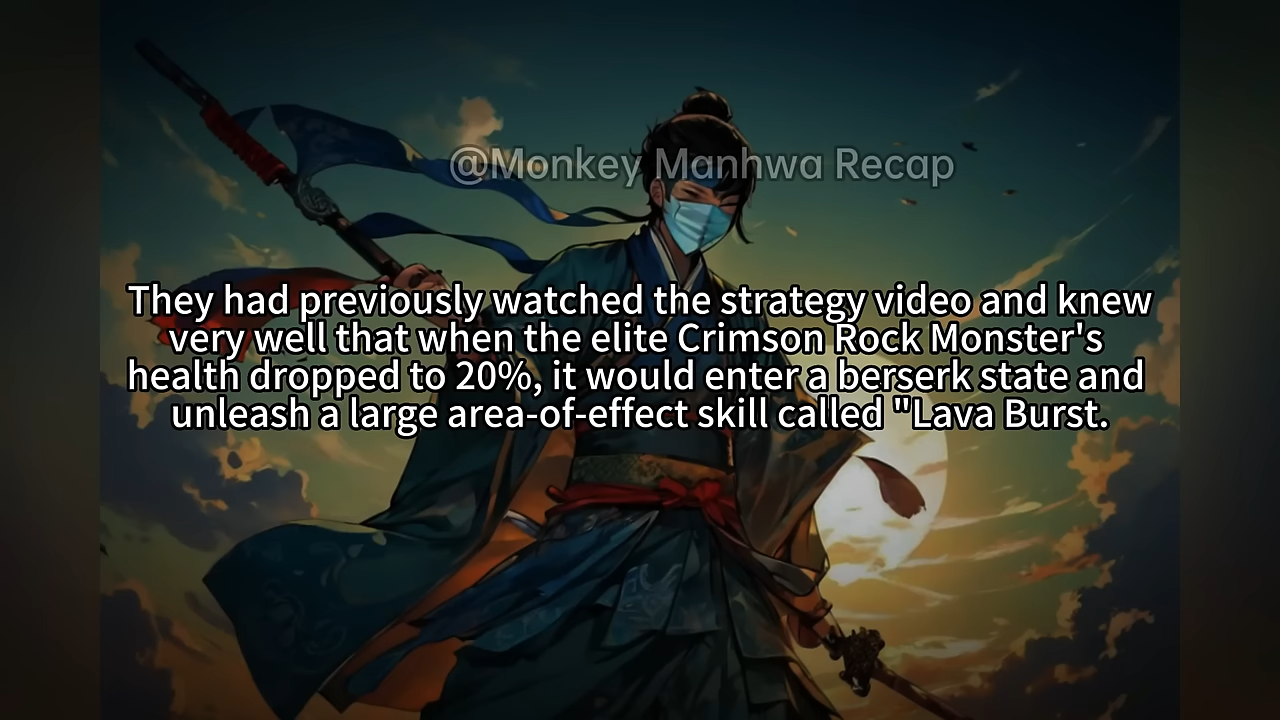 @Monkey Manhwa Recap
They had previously watched the strategy video and knew
very well that when the elite Crimson Rock Monster's
health dropped to 20%, it would enter a berserk state and
unleash a large area-of-effect skill called "Lava Burst.